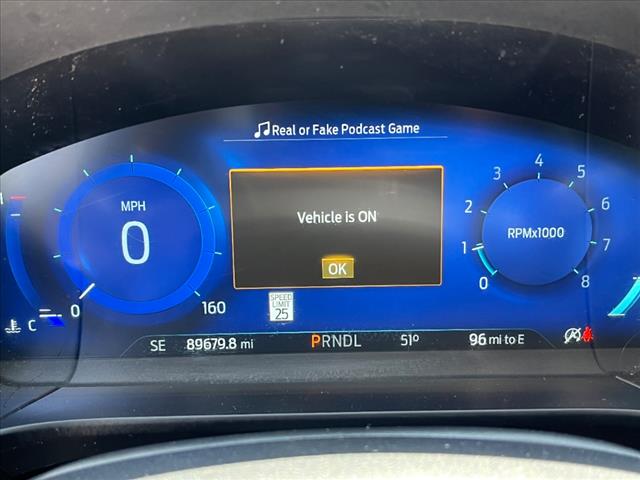 Real or Fake Podcast Game
MPH
0
0
160
Vehicle is ON
OK
SPEED
LIMIT
25
4
3
5
2
6
RPMx1000
1
7
0
8
H
C
SE
89679.8 mi
PRNDL
51°
96 mi to E